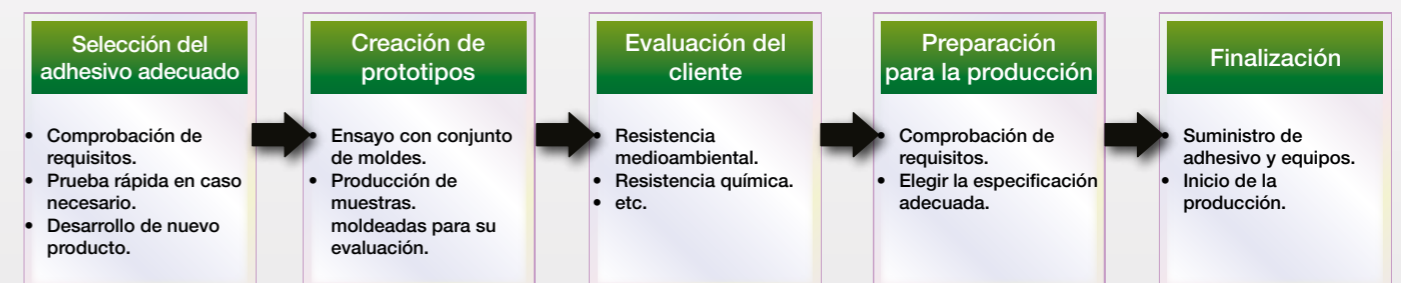 Selección del
adhesivo adecuado
• Comprobación de
requisitos.
• Prueba rápida en caso
necesario.
• Desarrollo de nuevo
producto.
Creación de
prototipos
• Ensayo con conjunto
de moldes.
• Producción de
muestras.
moldeadas para su
evaluación.
Evaluación del
cliente
• Resistencia
medioambiental.
• Resistencia química.
• etc.
Preparación
para la producción
• Comprobación de
requisitos.
• Elegir la especificación
adecuada.
Finalización
• Suministro de
adhesivo y equipos.
• Inicio de la
producción.